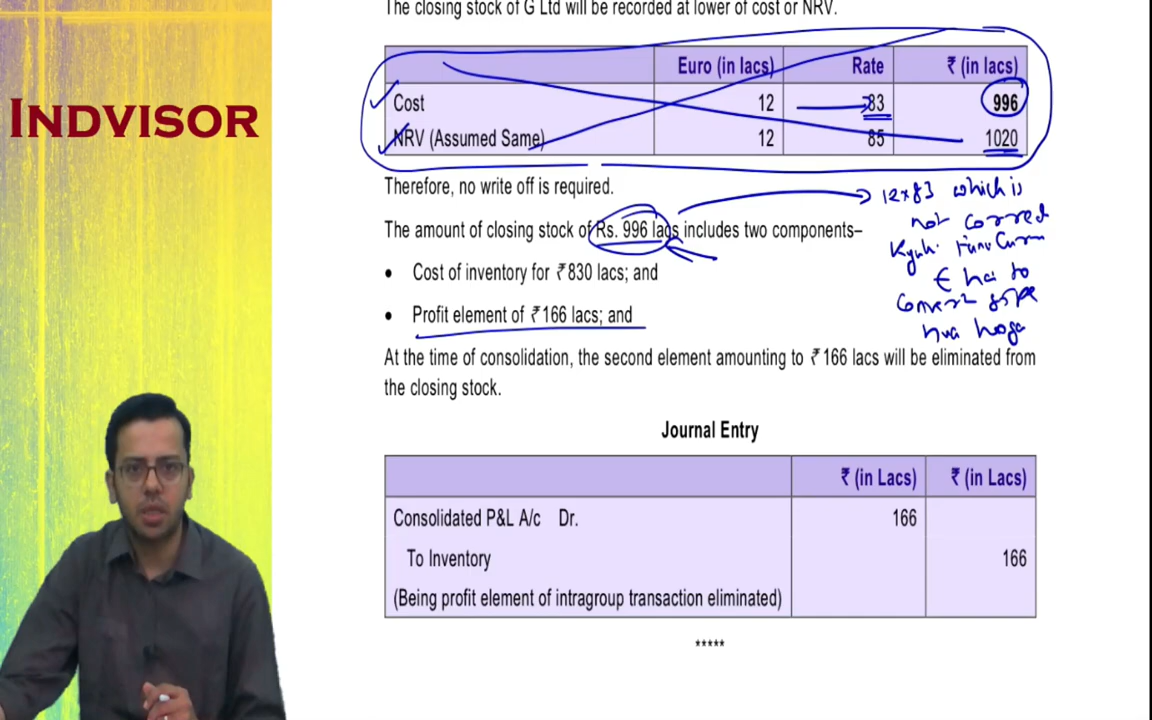 The closing stock of G Ltd will be recorded at lower of cost or NRV.
INDVISOR
Euro (in lacs) Rate ₹ (in lacs)
Cost 12 83 996
NRV (Assumed Same) 12 85 1020
Therefore, no write off is required.
12x83 which is
not correct
The amount of closing stock of Rs. 996 lacs includes two components–
€ hai to
• Cost of inventory for ₹830 lacs; and
• Profit element of ₹166 lacs; and
hua hoga
At the time of consolidation, the second element amounting to ₹166 lacs will be eliminated from
the closing stock.
Journal Entry
₹ (in Lacs) ₹ (in Lacs)
Consolidated P&L A/c Dr. 166
To Inventory 166
(Being profit element of intragroup transaction eliminated)
*****